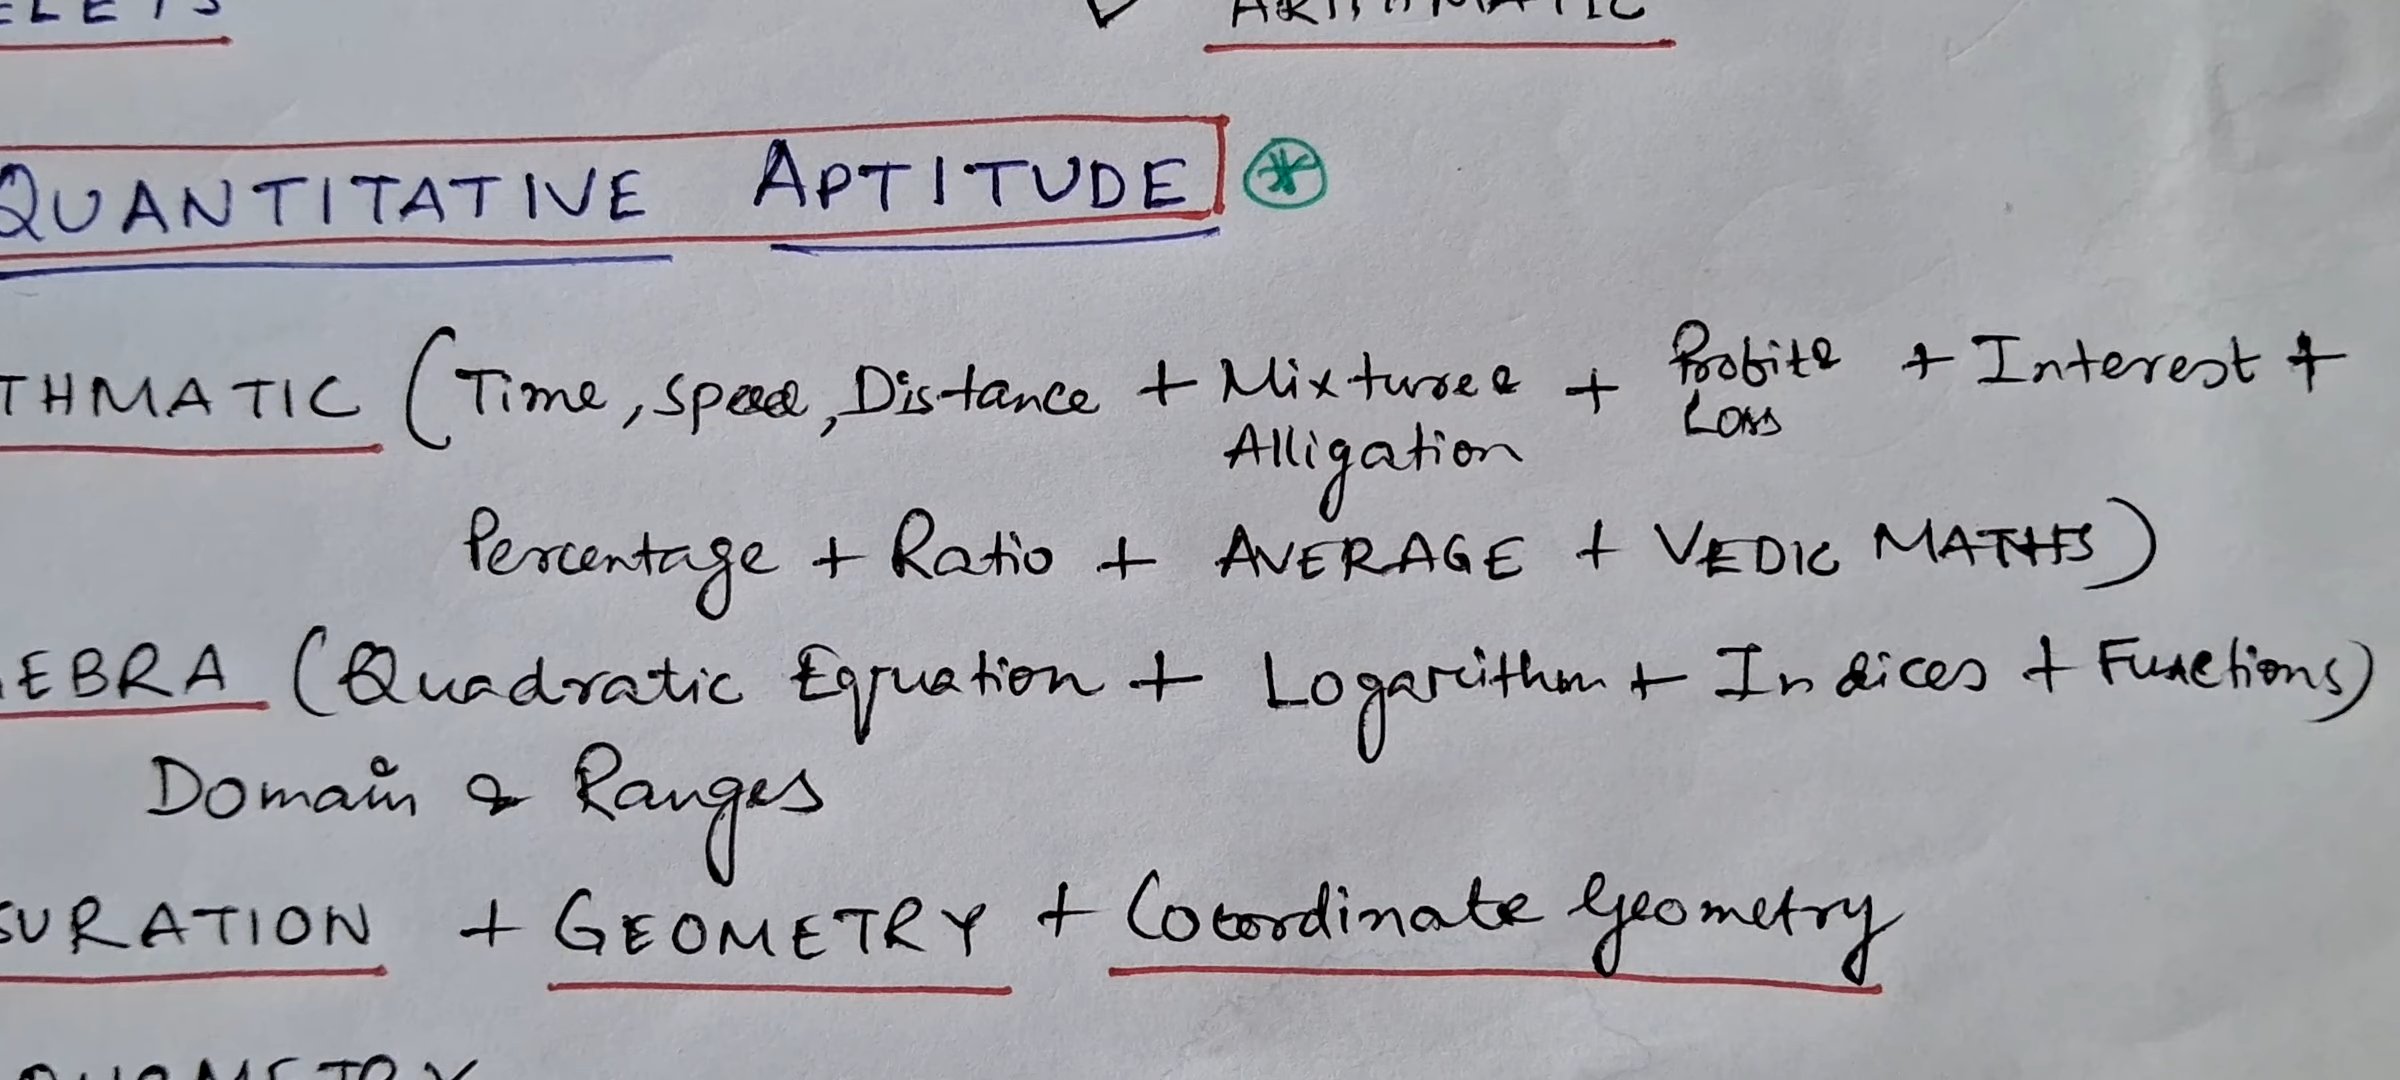 ARITHMATIC
QUANTITATIVE APTITUDE
THMATIC (Time, Speed, Distance + Mixture & Alligation + Profit & Loss + Interest +
Percentage + Ratio + AVERAGE + VEDIC MATHS)
EBRA (Quadratic Equation + Logarithm + Indices + Functions)
Domain & Ranges
SURATION + GEOMETRY + Coordinate Geometry